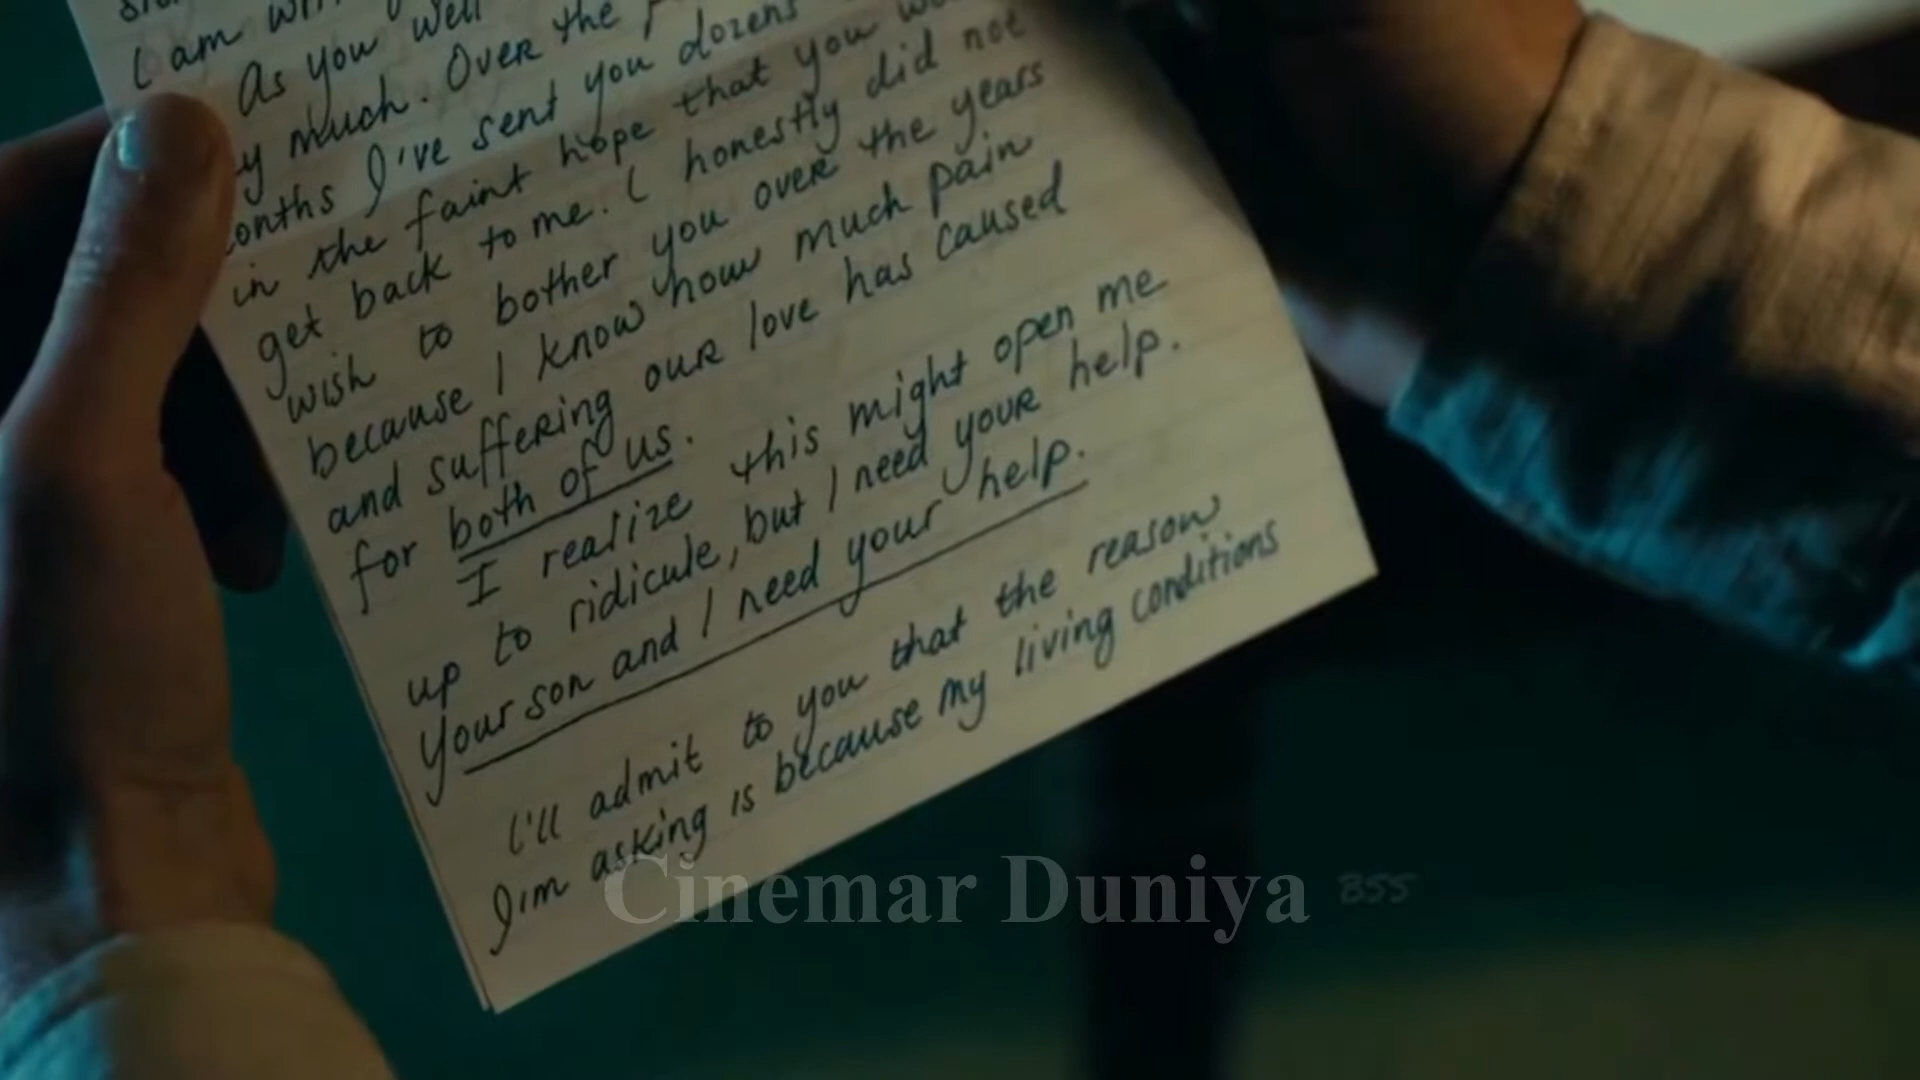 I am
As you well
much. Over the
I've sent you dozens
in the faint hope that you
get back to me. I honestly did not
wish to bother you over the years
because I know how much pain
and suffering our love has caused
for both of us.
I realize this might open me
up to ridicule, but I need your help.
Your son and I need your help.
I'll admit to you that the reason
I'm asking is because my living conditions
Cinemar Duniya
BSS